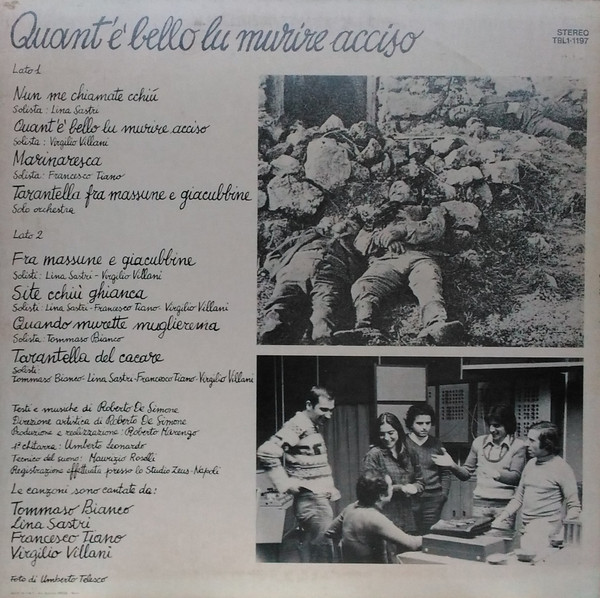 Quant'è bello lu murire acciso
STEREO
TBL1-1197
Lato 1
Nun me chiamate cchiú
Solista: Lina Sastri
Quant'è bello lu murire acciso
Solista: Virgilio Villani
Marinaresca
Solista: Francesco Tiano
Tarantella fra massune e giacubbine
Solo orchestra
Lato 2
Fra massune e giacubbine
Solisti: Lina Sastri - Virgilio Villani
Site cchiù ghianca
Solisti: Lina Sastri - Francesco Tiano - Virgilio Villani
Quando murette muglierema
Solista: Tommaso Bianco
Tarantella del cacare
Solisti:
Tommaso Bianco - Lina Sastri - Francesco Tiano - Virgilio Villani
Testi e musiche di Roberto De Simone
Direzione artistica di Roberto De Simone
Produzione e realizzazione: Roberto Marengo
1ª chitarra: Umberto Leonardo
Tecnico del suono: Maurizio Roselli
Registrazione effettuata presso lo Studio Zeus - Napoli
Le canzoni sono cantate da:
Tommaso Bianco
Lina Sastri
Francesco Tiano
Virgilio Villani
Foto di Umberto Telesco